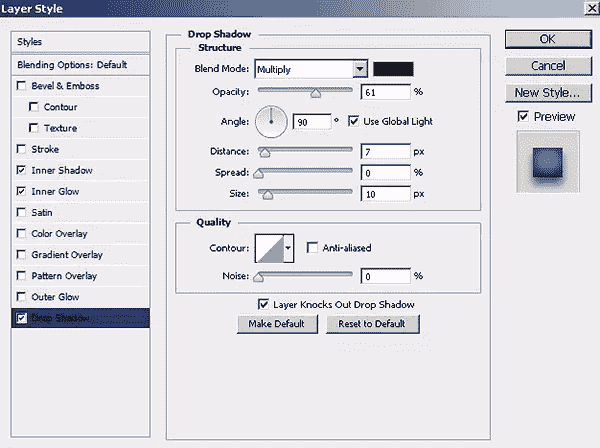 Layer Style
Styles
Blending Options: Default
Bevel & Emboss
Contour
Texture
Stroke
Inner Shadow
Inner Glow
Satin
Color Overlay
Gradient Overlay
Pattern Overlay
Outer Glow
Drop Shadow
Drop Shadow
Structure
Blend Mode: Multiply
Opacity: 61 %
Angle: 90 ° Use Global Light
Distance: 7 px
Spread: 0 %
Size: 10 px
Quality
Contour: Anti-aliased
Noise: 0 %
Layer Knocks Out Drop Shadow
Make Default Reset to Default
OK
Cancel
New Style...
Preview